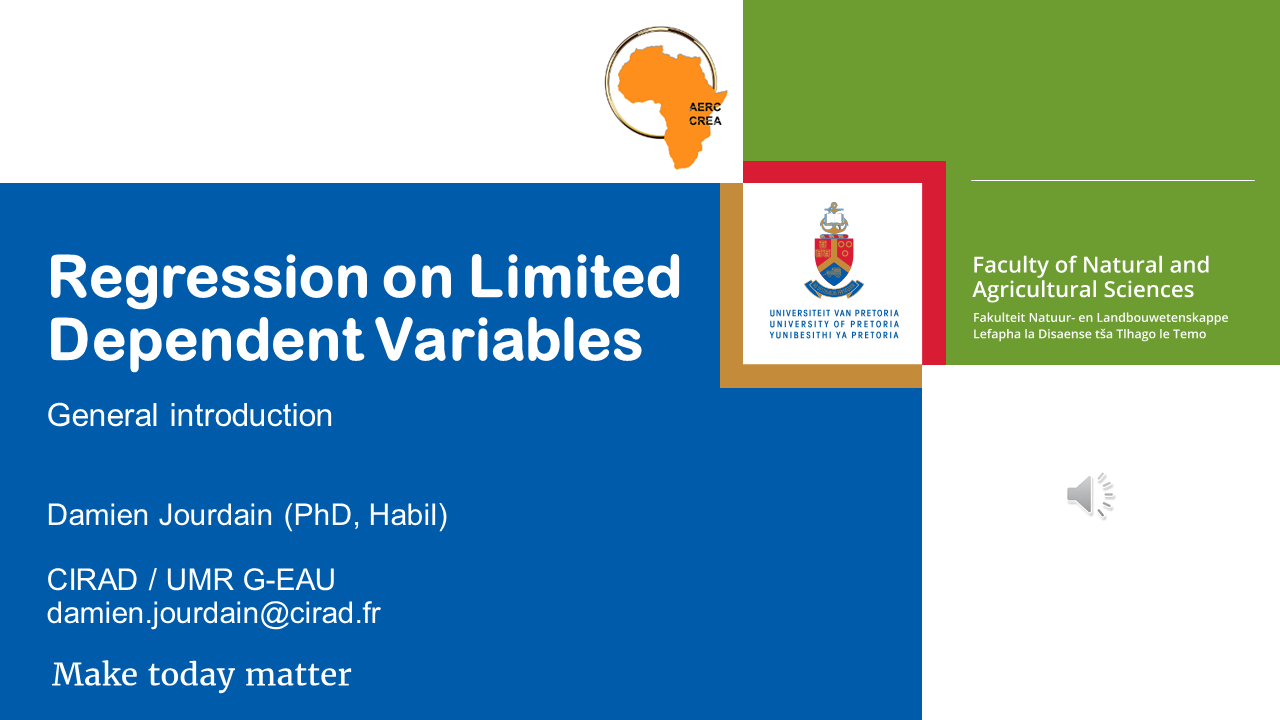 AERC
CREA
Regression on Limited
Dependent Variables
General introduction
Damien Jourdain (PhD, Habil)
CIRAD / UMR G-EAU
damien.jourdain@cirad.fr
Make today matter
UNIVERSITEIT VAN PRETORIA
UNIVERSITY OF PRETORIA
YUNIBESITHI YA PRETORIA
Faculty of Natural and
Agricultural Sciences
Fakulteit Natuur- en Landbouwetenskappe
Lefapha la Disaense tša Tlhago le Temo